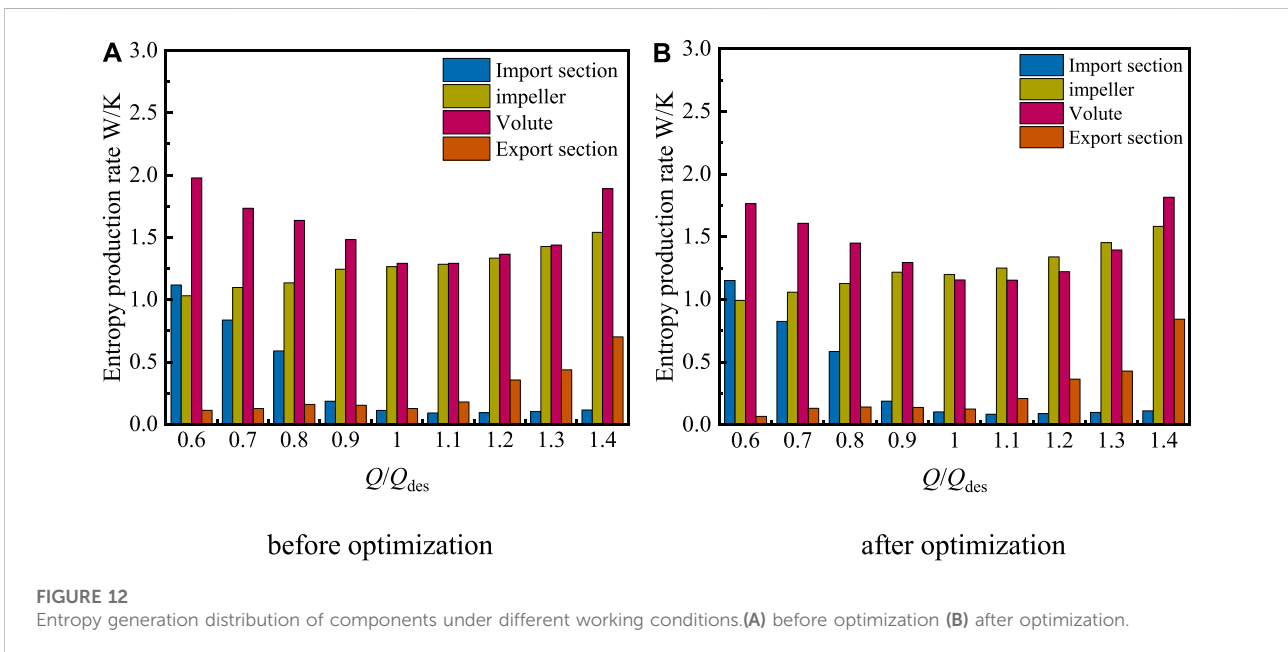 A
Entropy production rate W/K
3.0
2.5
2.0
1.5
1.0
0.5
0.0
Import section
impeller
Volute
Export section
0.6 0.7 0.8 0.9 1 1.1 1.2 1.3 1.4
Q/Qdes
before optimization
B
Entropy production rate W/K
3.0
2.5
2.0
1.5
1.0
0.5
0.0
Import section
impeller
Volute
Export section
0.6 0.7 0.8 0.9 1 1.1 1.2 1.3 1.4
Q/Qdes
after optimization
FIGURE 12
Entropy generation distribution of components under different working conditions.(A) before optimization (B) after optimization.